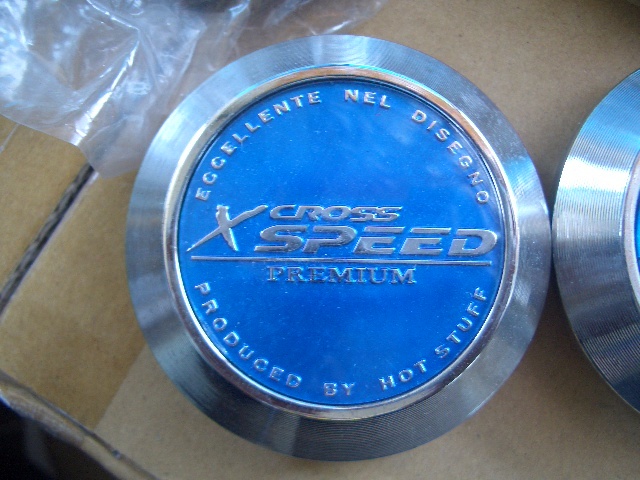 ECCELLENTE NEL DISEGNO
X CROSS
SPEED
PREMIUM
PRODUCED BY HOT STUFF